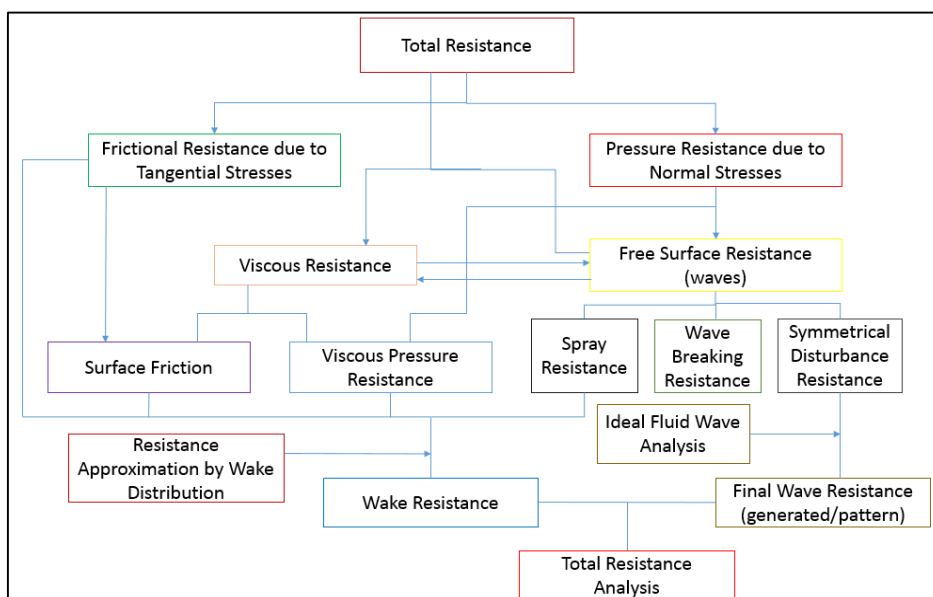 Total Resistance
Frictional Resistance due to
Tangential Stresses
Pressure Resistance due to
Normal Stresses
Viscous Resistance
Free Surface Resistance
(waves)
Surface Friction
Viscous Pressure
Resistance
Spray
Resistance
Wave
Breaking
Resistance
Symmetrical
Disturbance
Resistance
Ideal Fluid Wave
Analysis
Resistance
Approximation by Wake
Distribution
Wake Resistance
Final Wave Resistance
(generated/pattern)
Total Resistance
Analysis